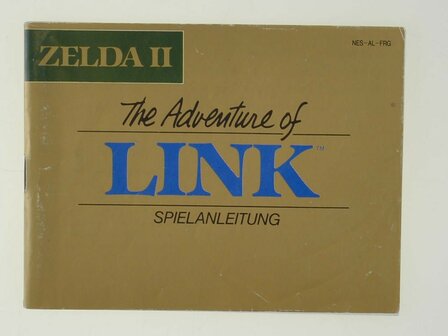 ZELDA II
NES-AL-FRG
The Adventure of
LINK™
SPIELANLEITUNG